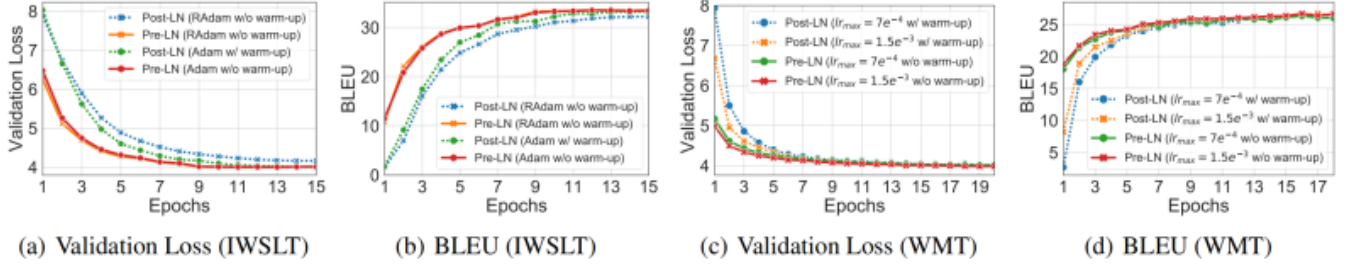 Validation Loss
8
7
6
5
4
1
3
5
7
9
11
13
15
Epochs
Post-LN (RAdam w/o warm-up)
Pre-LN (RAdam w/o warm-up)
Post-LN (Adam w/ warm-up)
Pre-LN (Adam w/o warm-up)
(a) Validation Loss (IWSLT)
BLEU
30
20
10
0
1
3
5
7
9
11
13
15
Epochs
Post-LN (RAdam w/o warm-up)
Pre-LN (RAdam w/o warm-up)
Post-LN (Adam w/ warm-up)
Pre-LN (Adam w/o warm-up)
(b) BLEU (IWSLT)
Validation Loss
8
7
6
5
4
1
3
5
7
9
11
13
15
17
19
Epochs
Post-LN (lr_max = 7e⁻⁴ w/ warm-up)
Post-LN (lr_max = 1.5e⁻³ w/ warm-up)
Pre-LN (lr_max = 7e⁻⁴ w/o warm-up)
Pre-LN (lr_max = 1.5e⁻³ w/o warm-up)
(c) Validation Loss (WMT)
BLEU
25
20
15
10
5
1
3
5
7
9
11
13
15
17
Epochs
Post-LN (lr_max = 7e⁻⁴ w/ warm-up)
Post-LN (lr_max = 1.5e⁻³ w/ warm-up)
Pre-LN (lr_max = 7e⁻⁴ w/o warm-up)
Pre-LN (lr_max = 1.5e⁻³ w/o warm-up)
(d) BLEU (WMT)